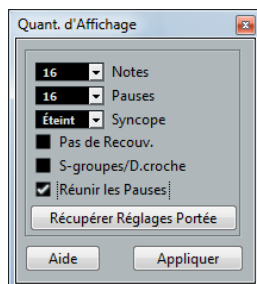 Quant. d'Affichage
16 Notes
16 Pauses
Éteint Syncope
Pas de Recouv.
S-groupes/D.croche
Réunir les Pauses
Récupérer Réglages Portée
Aide Appliquer